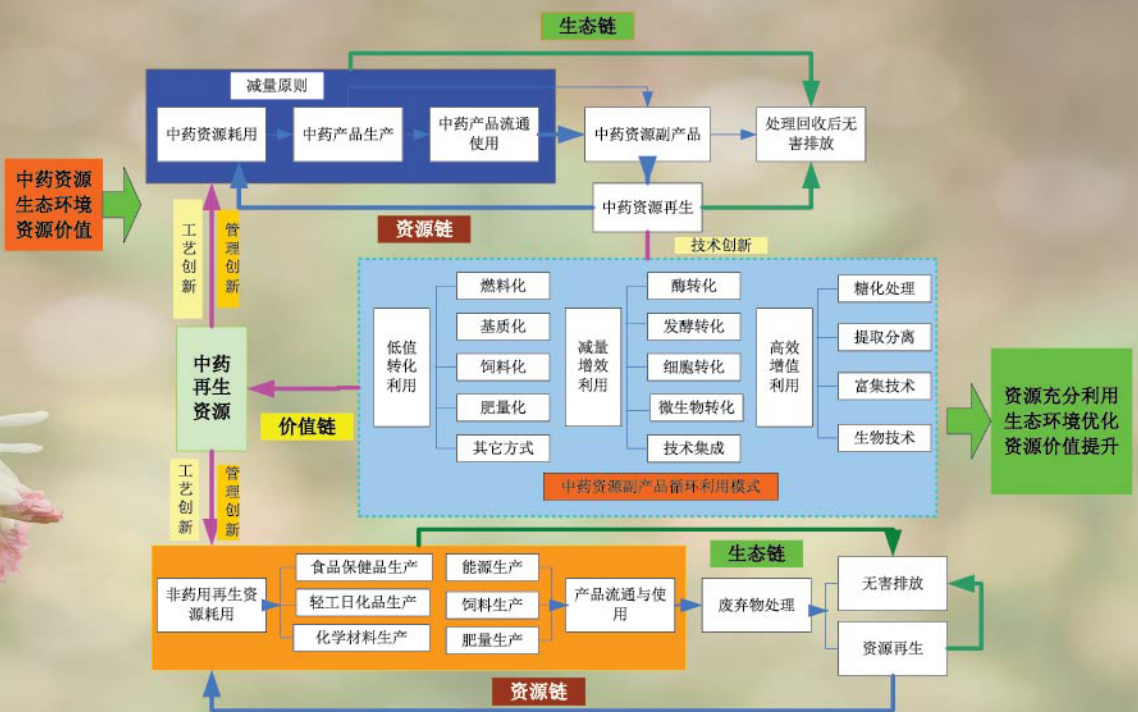 生态链
减量原则
中药资源耗用
中药产品生产
中药产品流通
使用
中药资源副产品
处理回收后无
害排放
中药资源
生态环境
资源价值
中药资源再生
资源链
技术创新
工艺创新
管理创新
低值
转化
利用
燃料化
基质化
饲料化
肥量化
其它方式
减量
增效
利用
酶转化
发酵转化
细胞转化
微生物转化
技术集成
高效
增值
利用
糖化处理
提取分离
富集技术
生物技术
中药资源副产品循环利用模式
中药
再生
资源
价值链
资源充分利用
生态环境优化
资源价值提升
工艺创新
管理创新
非药用再生资
源耗用
食品保健品生产
轻工日化品生产
化学材料生产
能源生产
饲料生产
肥量生产
产品流通与使
用
生态链
废弃物处理
无害排放
资源再生
资源链